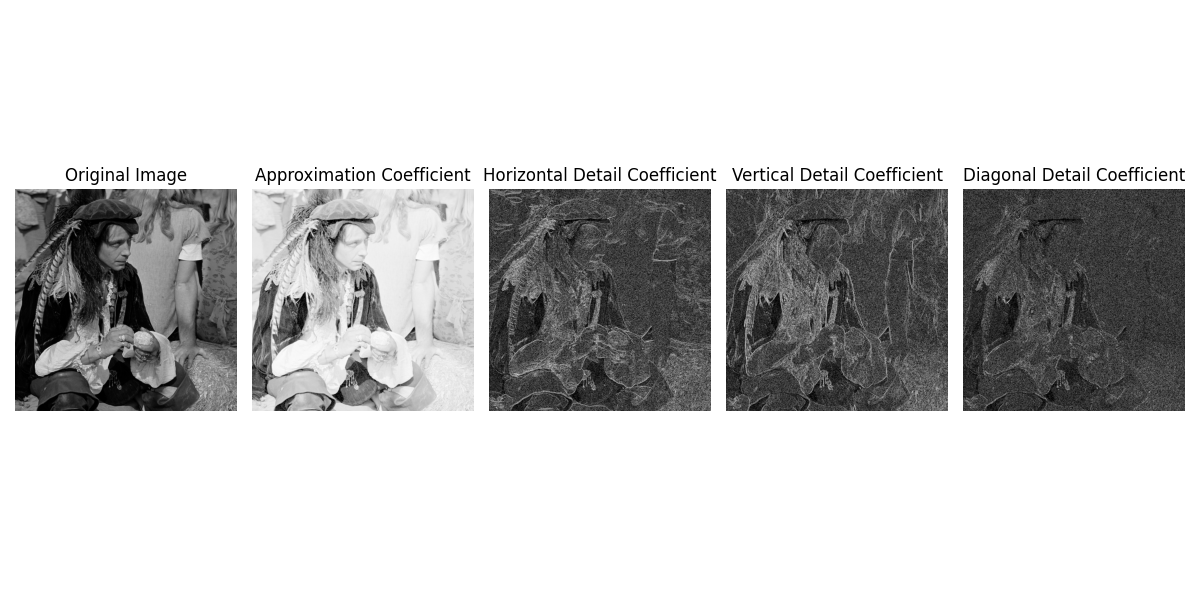 Original Image
Approximation Coefficient
Horizontal Detail Coefficient
Vertical Detail Coefficient
Diagonal Detail Coefficient